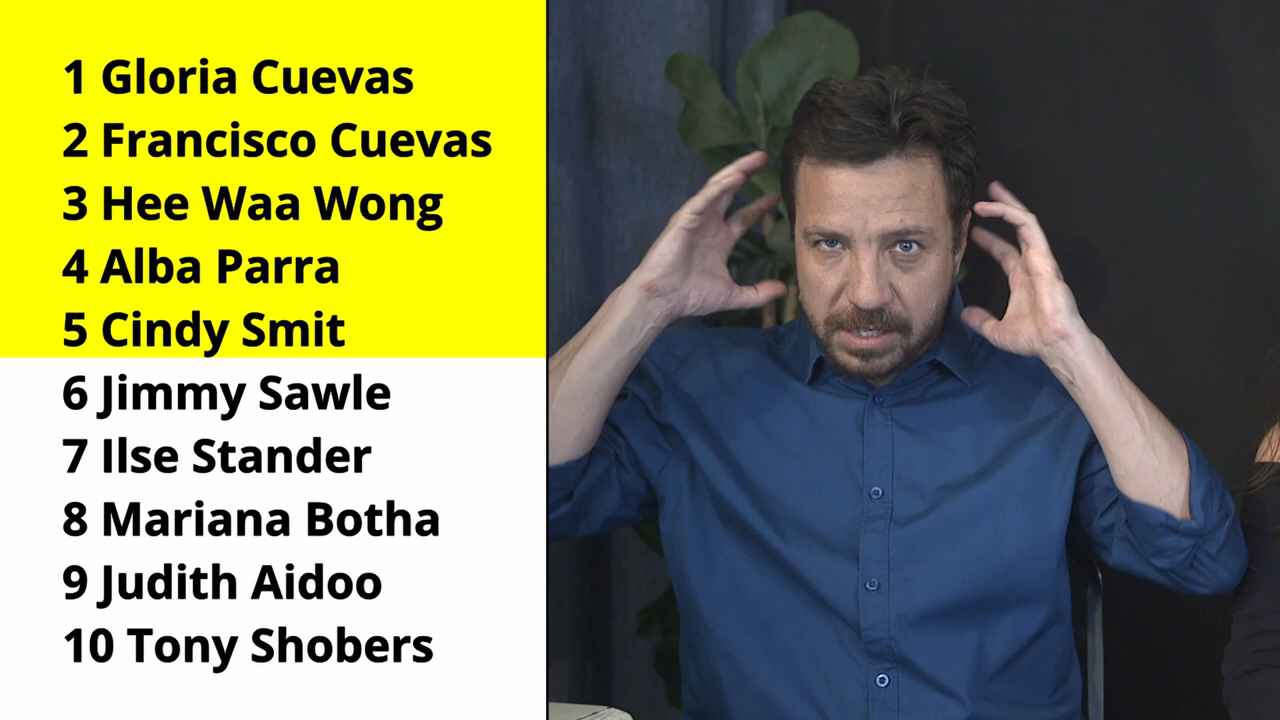 1 Gloria Cuevas
2 Francisco Cuevas
3 Hee Waa Wong
4 Alba Parra
5 Cindy Smit
6 Jimmy Sawle
7 Ilse Stander
8 Mariana Botha
9 Judith Aidoo
10 Tony Shobers